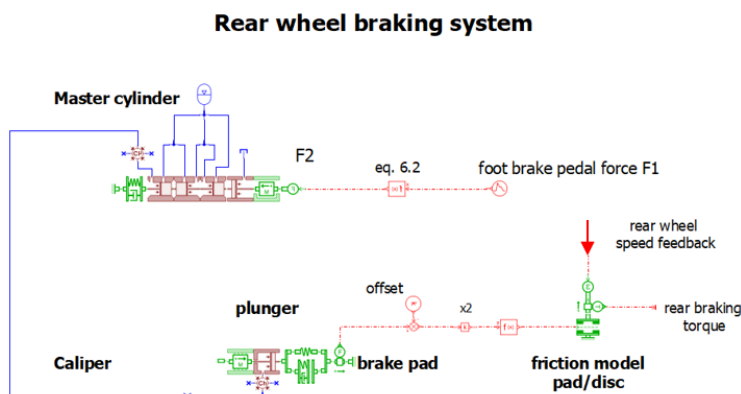 Rear wheel braking system
Master cylinder
F2
eq. 6.2
foot brake pedal force F1
rear wheel
speed feedback
offset
x2
plunger
rear braking
torque
Caliper
brake pad
friction model
pad/disc